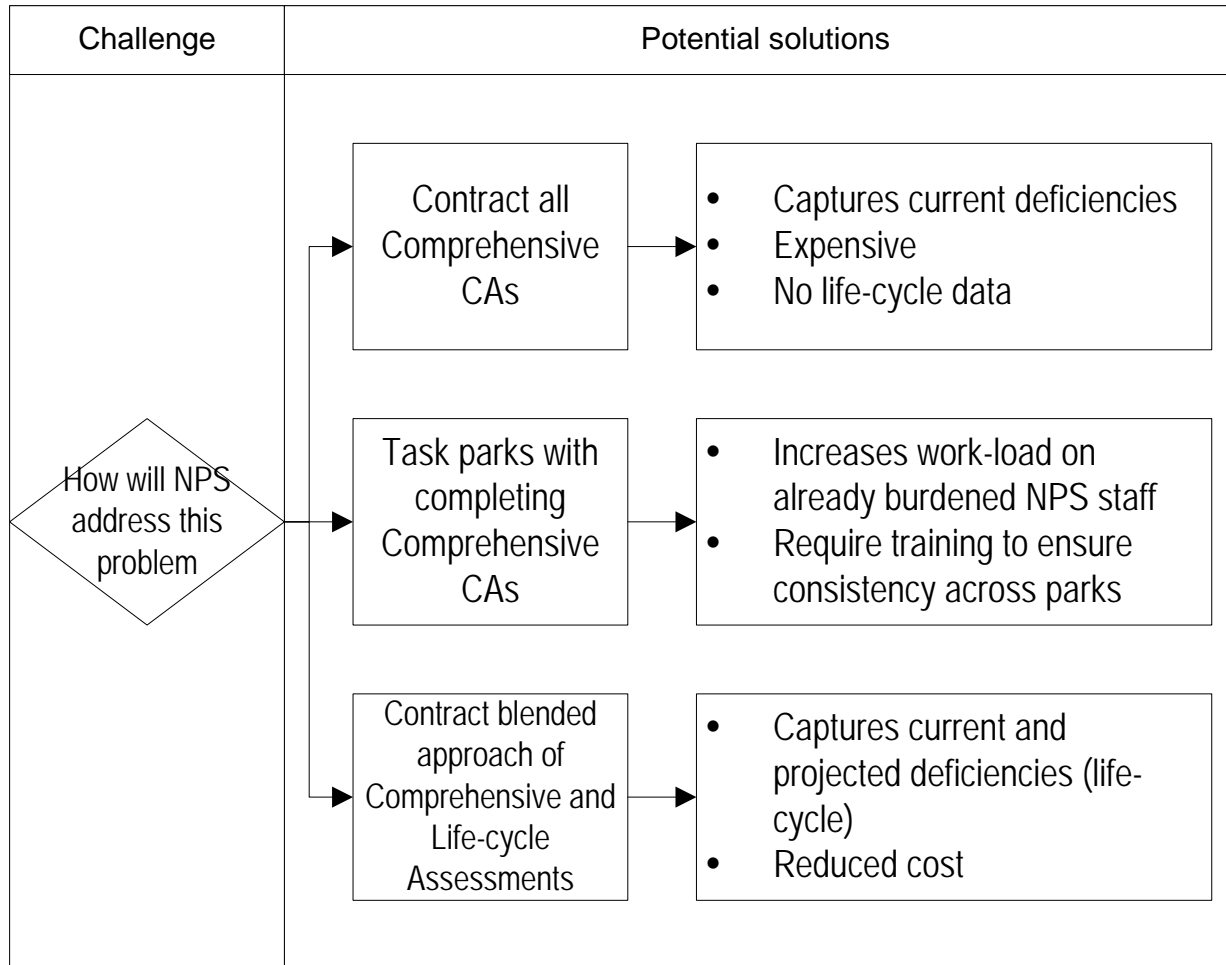 Challenge
Potential solutions
How will NPS
address this
problem
Contract all
Comprehensive
CAs
• Captures current deficiencies
• Expensive
• No life-cycle data
Task parks with
completing
Comprehensive
CAs
• Increases work-load on
already burdened NPS staff
• Require training to ensure
consistency across parks
Contract blended
approach of
Comprehensive and
Life-cycle
Assessments
• Captures current and
projected deficiencies (life-
cycle)
• Reduced cost